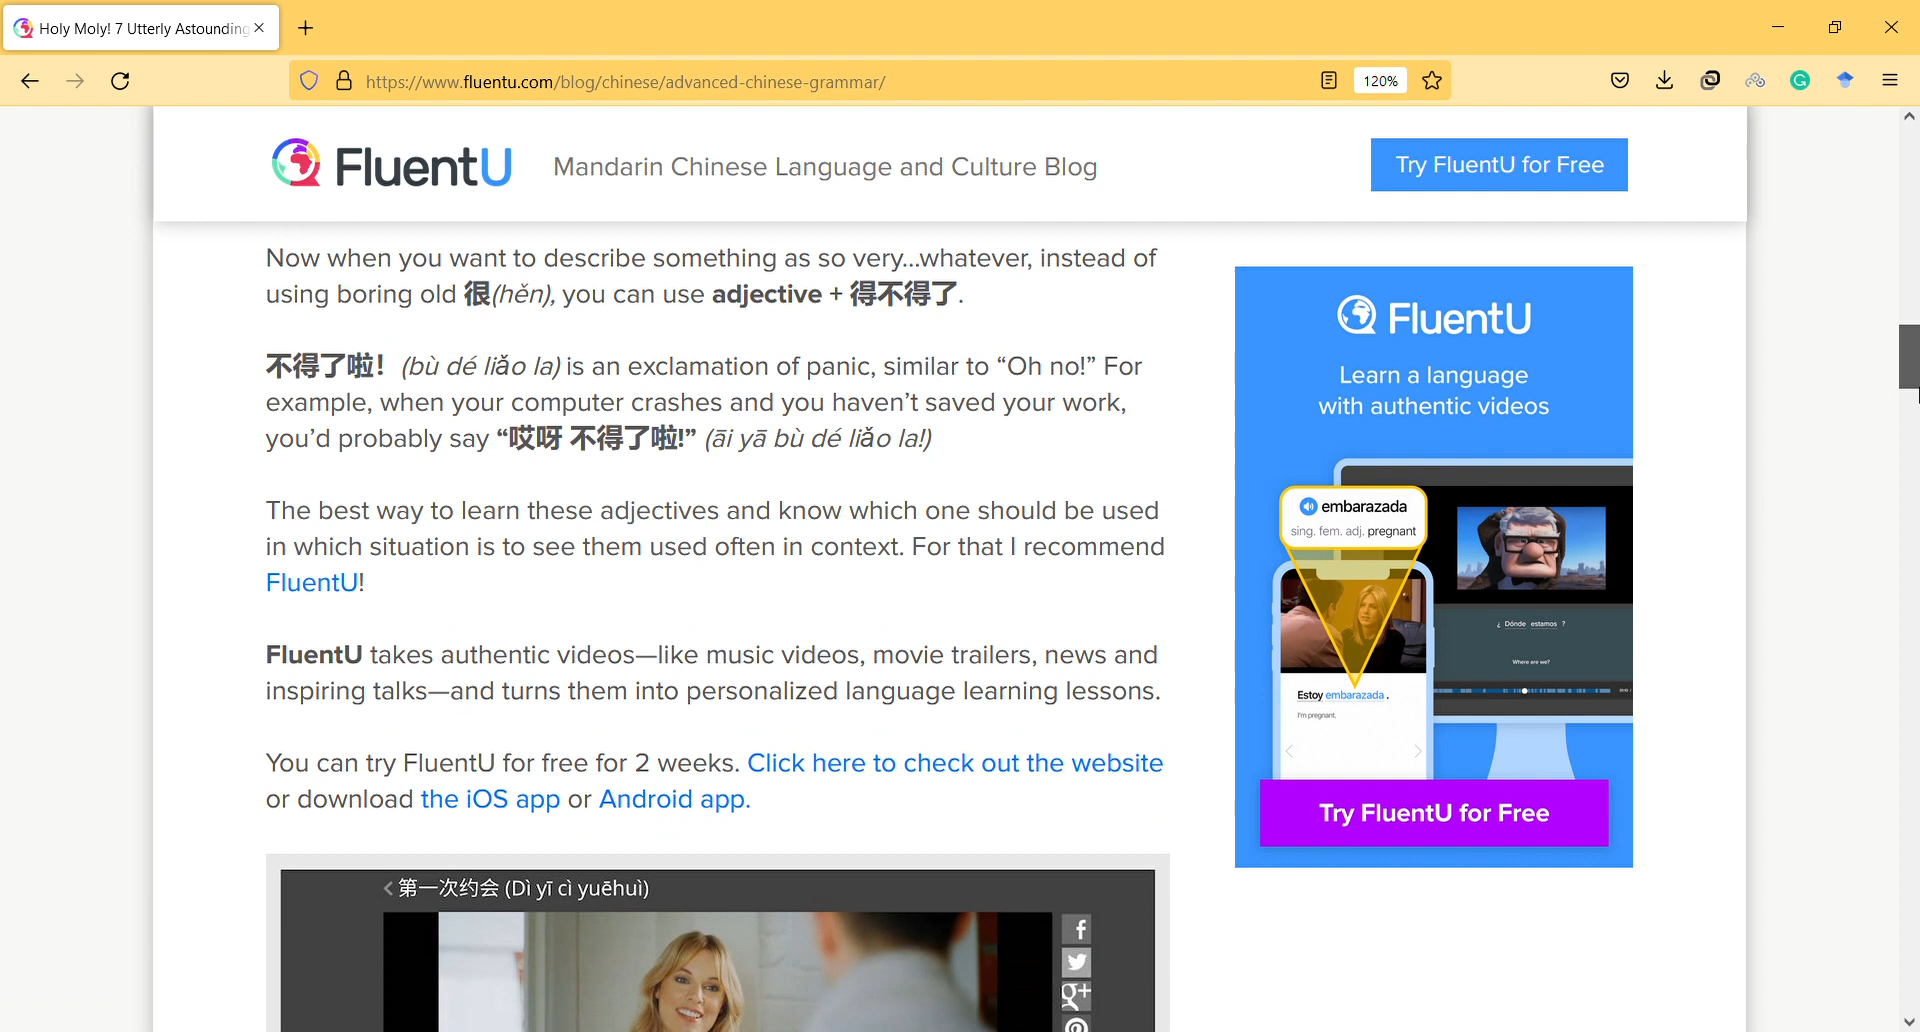 Holy Moly! 7 Utterly Astounding
https://www.fluentu.com/blog/chinese/advanced-chinese-grammar/
120%
FluentU
Mandarin Chinese Language and Culture Blog
Try FluentU for Free
Now when you want to describe something as so very...whatever, instead of
using boring old 很(hěn), you can use adjective + 得不得了.
不得了啦！ (bù dé liǎo la) is an exclamation of panic, similar to “Oh no!” For
example, when your computer crashes and you haven’t saved your work,
you’d probably say “哎呀 不得了啦!” (āi yā bù dé liǎo la!)
The best way to learn these adjectives and know which one should be used
in which situation is to see them used often in context. For that I recommend
FluentU!
FluentU takes authentic videos—like music videos, movie trailers, news and
inspiring talks—and turns them into personalized language learning lessons.
You can try FluentU for free for 2 weeks. Click here to check out the website
or download the iOS app or Android app.
第一次约会 (Dì yī cì yuēhuì)
FluentU
Learn a language
with authentic videos
embarazada
sing. fem. adj. pregnant
¿ Dónde estamos ?
Where are we?
Estoy embarazada .
I'm pregnant.
Try FluentU for Free